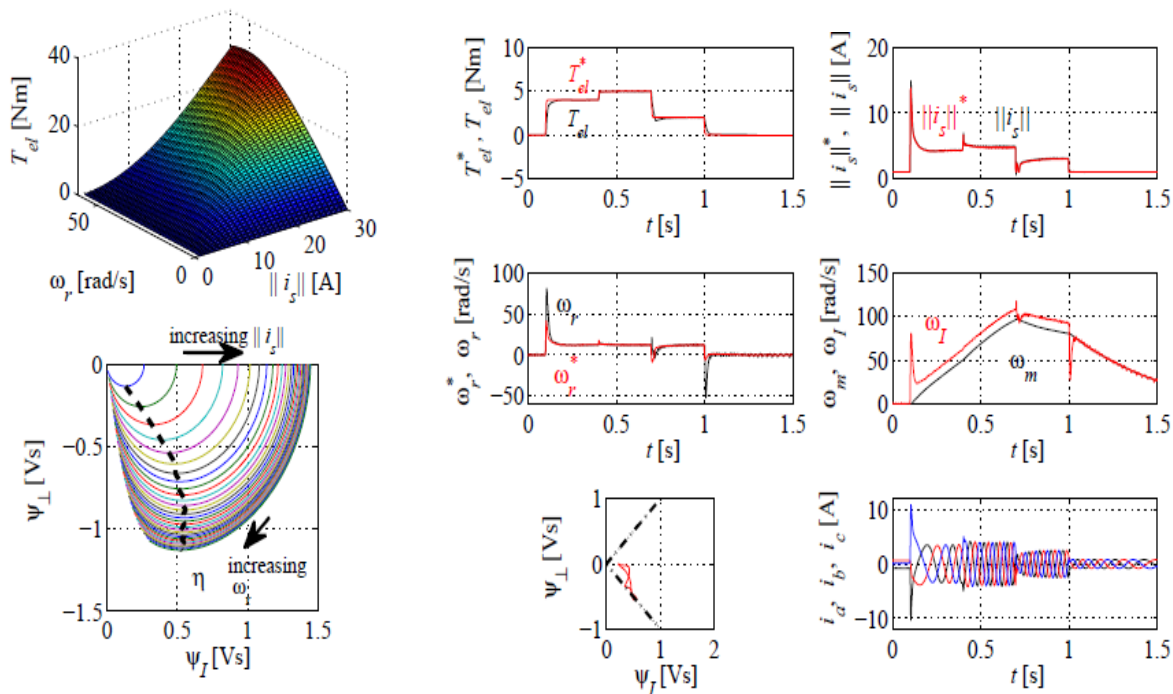 40
20
0
T_el [Nm]
50
0
ω_r [rad/s]
0
10
20
30
|| i_s|| [A]
increasing || i_s||
0
−0.5
−1
−1.5
ψ_⊥ [Vs]
η
increasing
ω_r
0
0.5
1
1.5
ψ_I [Vs]
10
5
0
−5
T*_el, T_el [Nm]
T*_el
T_el
0
0.5
1
1.5
t [s]
20
10
0
|| i_s||*, || i_s|| [A]
||i_s||*
||i_s||
0
0.5
1
1.5
t [s]
100
50
0
−50
ω_r*, ω_r [rad/s]
ω_r
ω_r*
0
0.5
1
1.5
t [s]
150
100
50
0
ω_m, ω_I [rad/s]
ω_I
ω_m
0
0.5
1
1.5
t [s]
1
0
−1
ψ_⊥ [Vs]
0
1
2
ψ_I [Vs]
10
0
−10
i_a, i_b, i_c [A]
0
0.5
1
1.5
t [s]